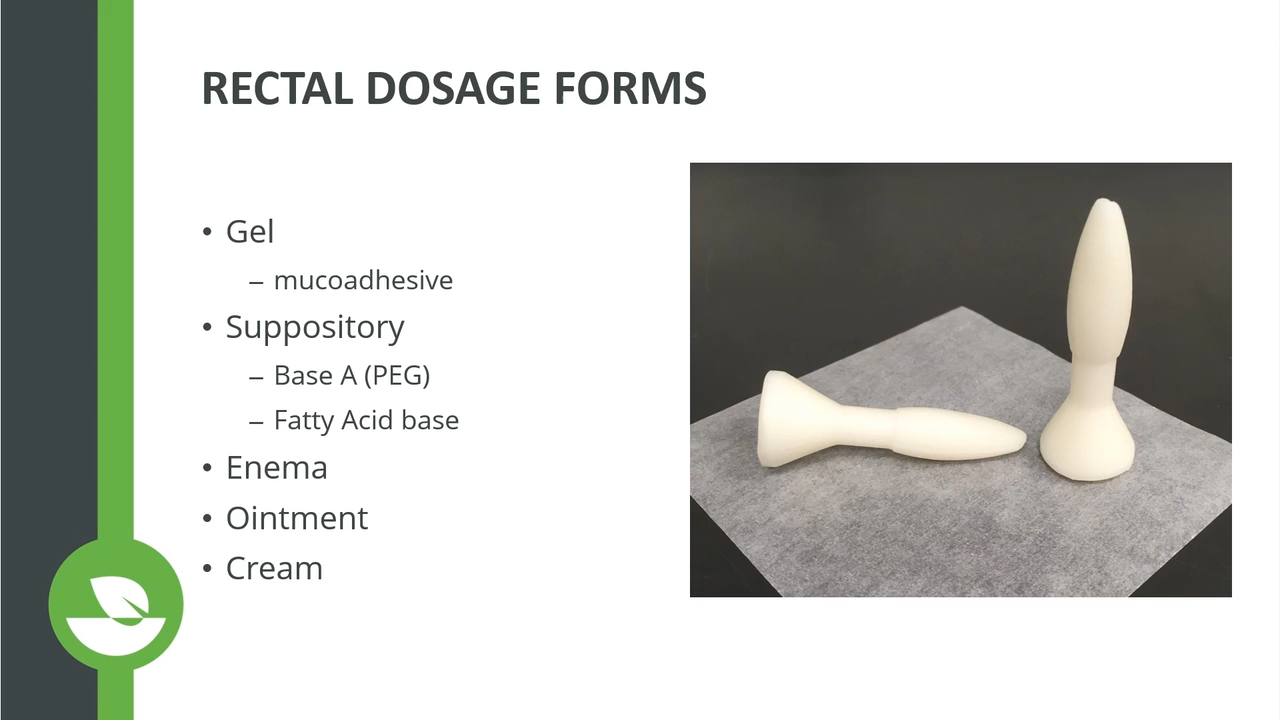 RECTAL DOSAGE FORMS
• Gel
– mucoadhesive
• Suppository
– Base A (PEG)
– Fatty Acid base
• Enema
• Ointment
• Cream